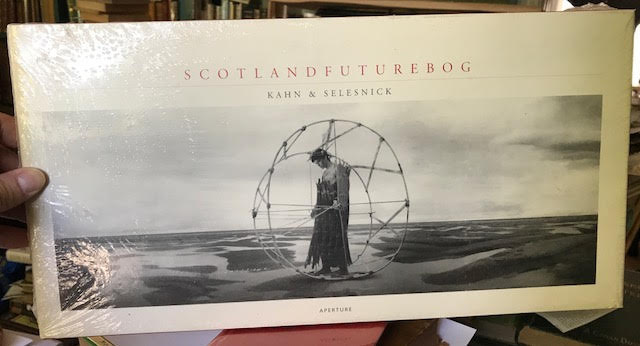 SCOTLANDFUTUREBOG
KAHN & SELESNICK
APERTURE